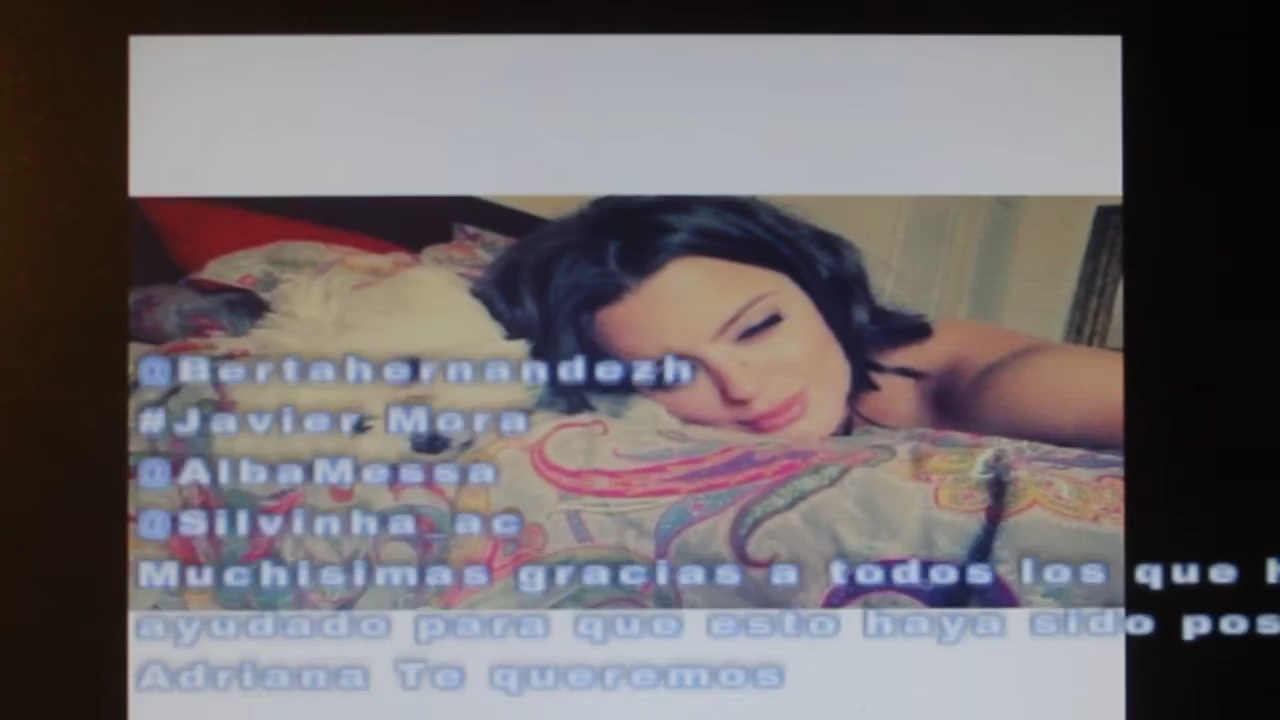 @Bertahernandezh
#Javier Mora
@AlbaMessa
@Silvinha_ac
Muchisimas gracias a todos los que
ayudado para que esto haya sido
Adriana Te queremos